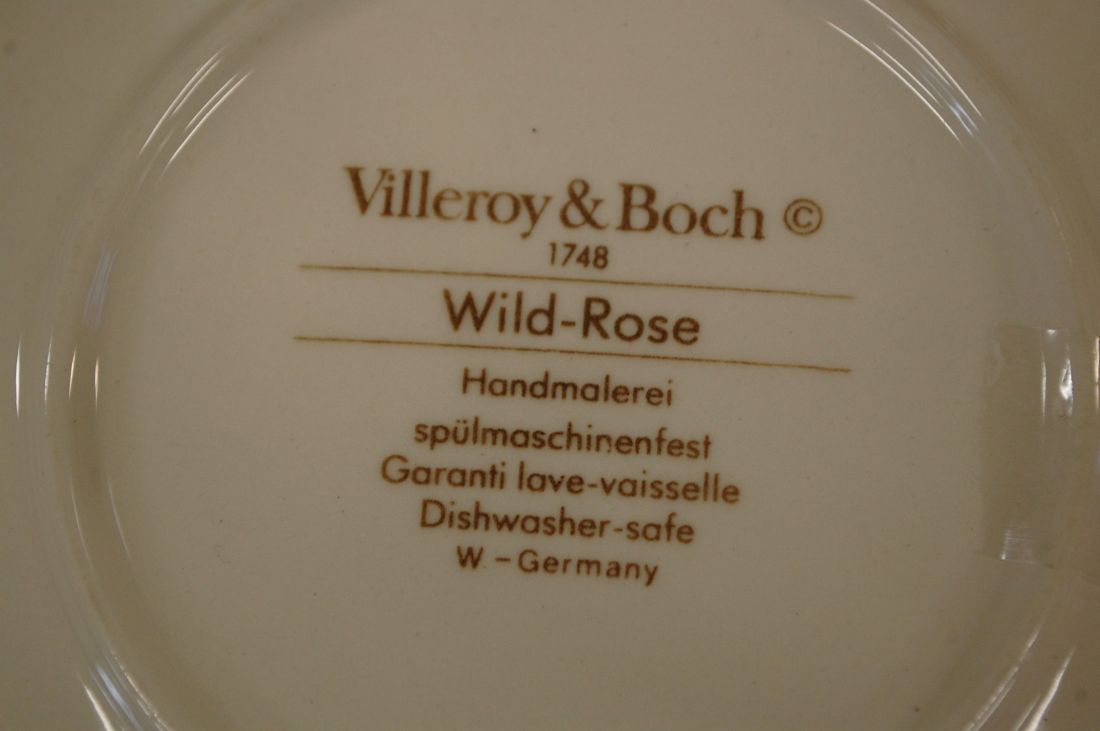 Villeroy & Boch ©
1748
Wild-Rose
Handmalerei
spülmaschinenfest
Garanti lave-vaisselle
Dishwasher-safe
W - Germany